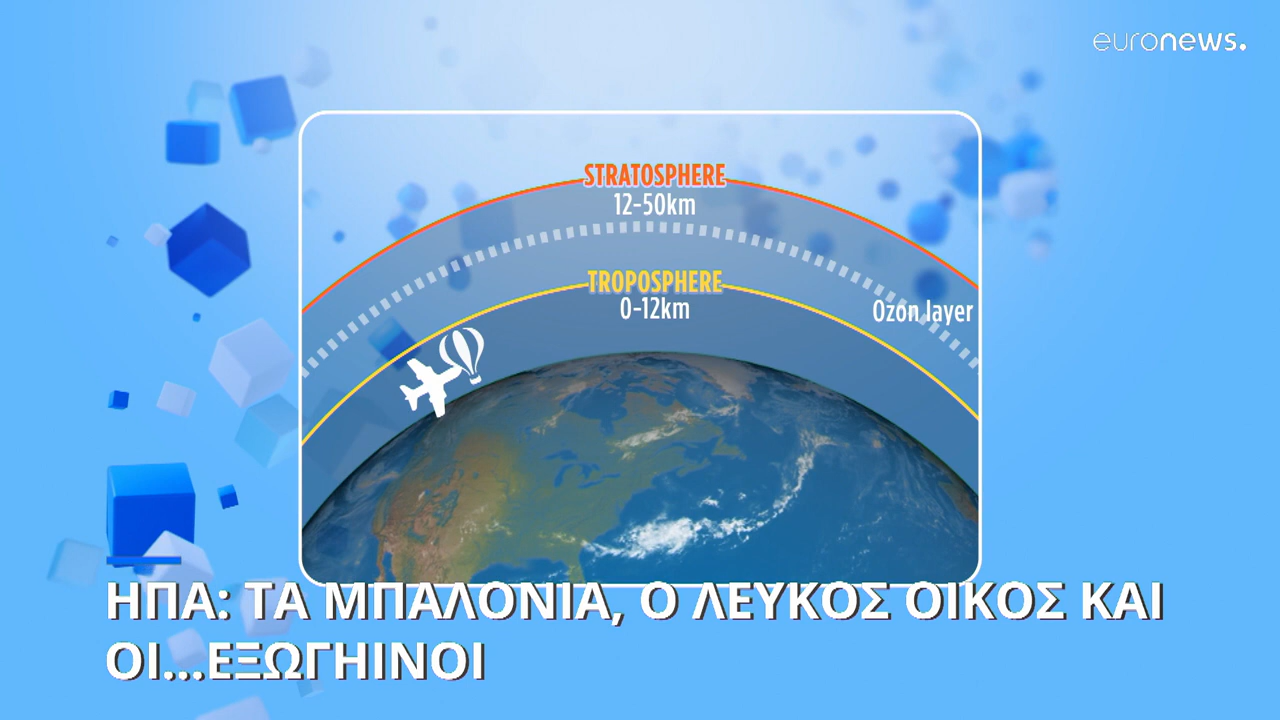 euronews.
STRATOSPHERE
12-50km
TROPOSPHERE
0-12km
Ozon layer
ΗΠΑ: ΤΑ ΜΠΑΛΟΝΙΑ, Ο ΛΕΥΚΟΣ ΟΙΚΟΣ ΚΑΙ
ΟΙ...ΕΞΩΓΗΙΝΟΙ